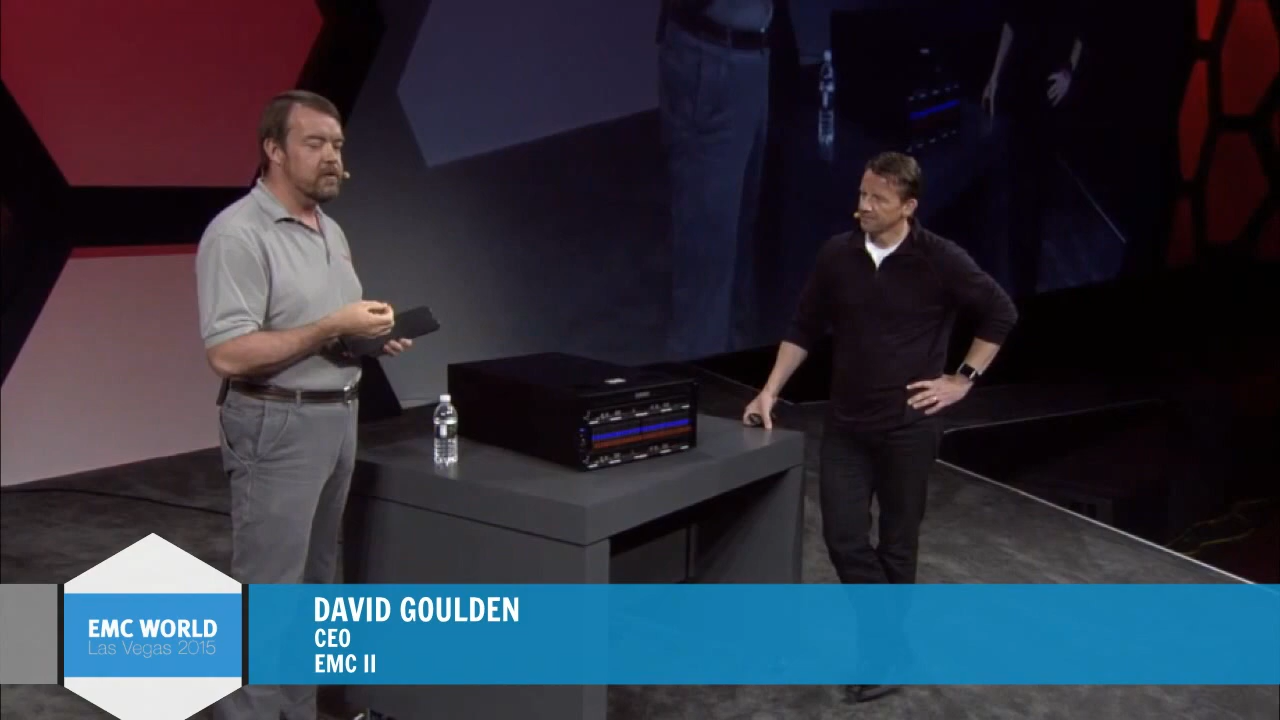 DAVID GOULDEN
CEO
EMC II
EMC WORLD
Las Vegas 2015